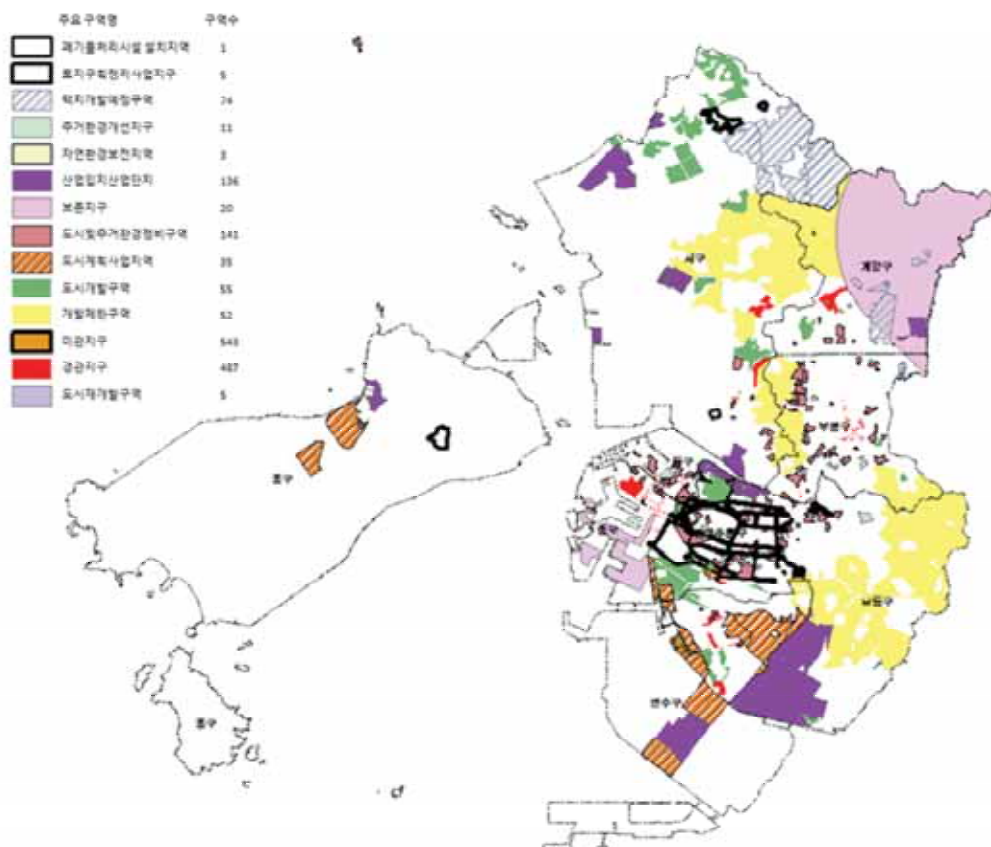 주요 구역명 구역수
폐기물처리시설 설치지역 1
토지구획정리사업지구 5
택지개발예정구역 24
주거환경개선지구 11
자연환경보전지역 3
산업입지산업단지 136
보존지구 20
도시및주거환경정비구역 141
도시계획사업지역 35
도시개발구역 55
개발제한구역 52
미관지구 543
경관지구 487
도시재개발구역 5
서구
계양구
부평구
중구
동구
중구
남동구
연수구
중구